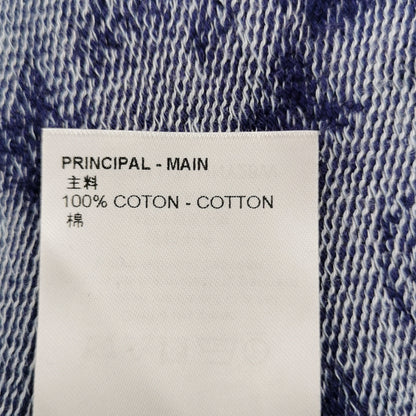 PRINCIPAL - MAIN
主料
100% COTON - COTTON
棉